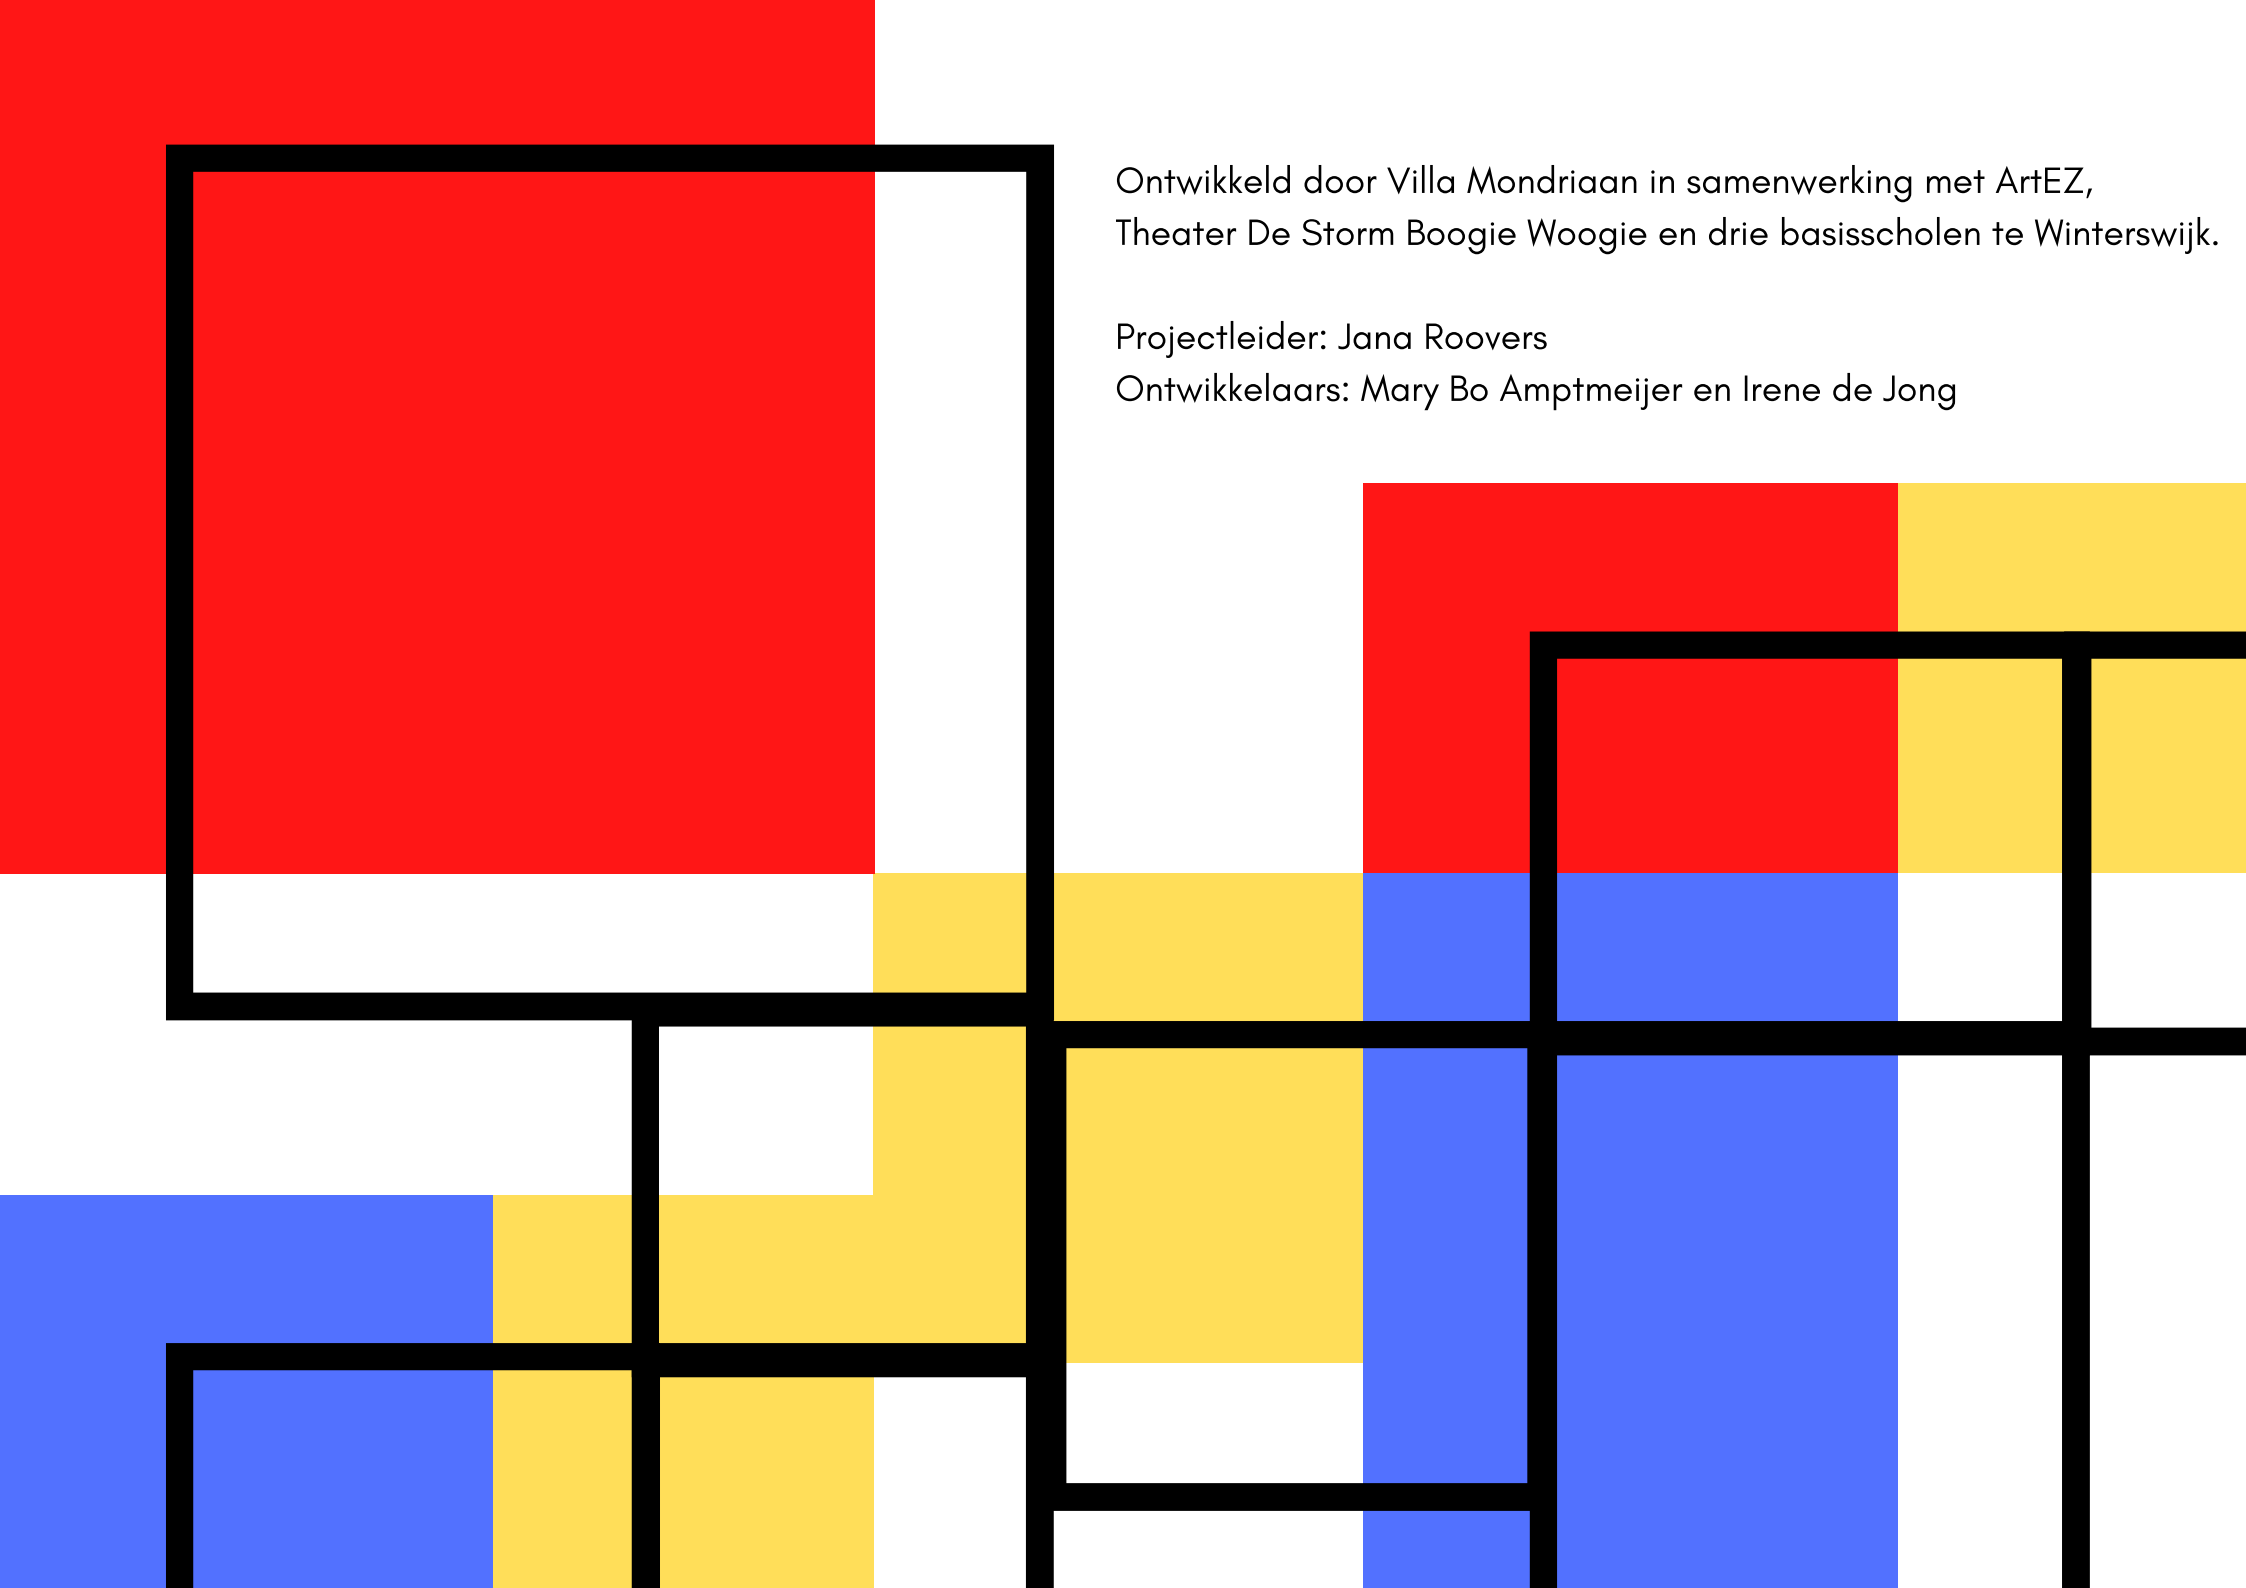 Ontwikkeld door Villa Mondriaan in samenwerking met ArtEZ,
Theater De Storm Boogie Woogie en drie basisscholen te Winterswijk.
Projectleider: Jana Roovers
Ontwikkelaars: Mary Bo Amptmeijer en Irene de Jong